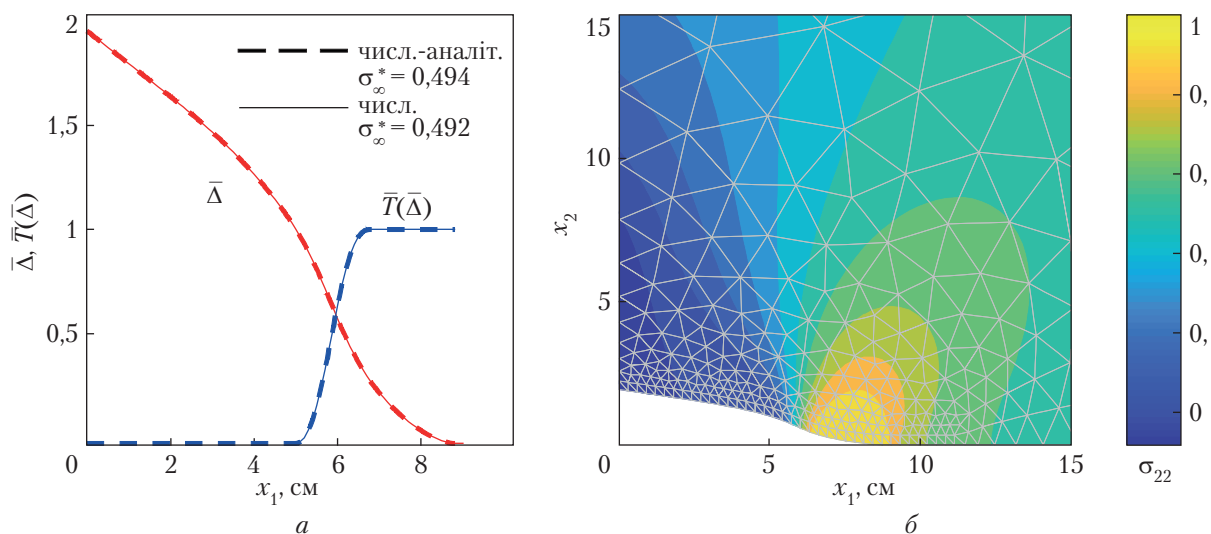 2
1,5
1
0,5
0
2
4
6
8
x₁, см
Δ̅, T̅(Δ̅)
числ.-аналіт.
σ*∞ = 0,494
числ.
σ*∞ = 0,492
Δ̅
T̅(Δ̅)
а
15
10
5
0
5
10
15
x₂
x₁, см
б
1
0,
0,
0,
0,
0
σ₂₂